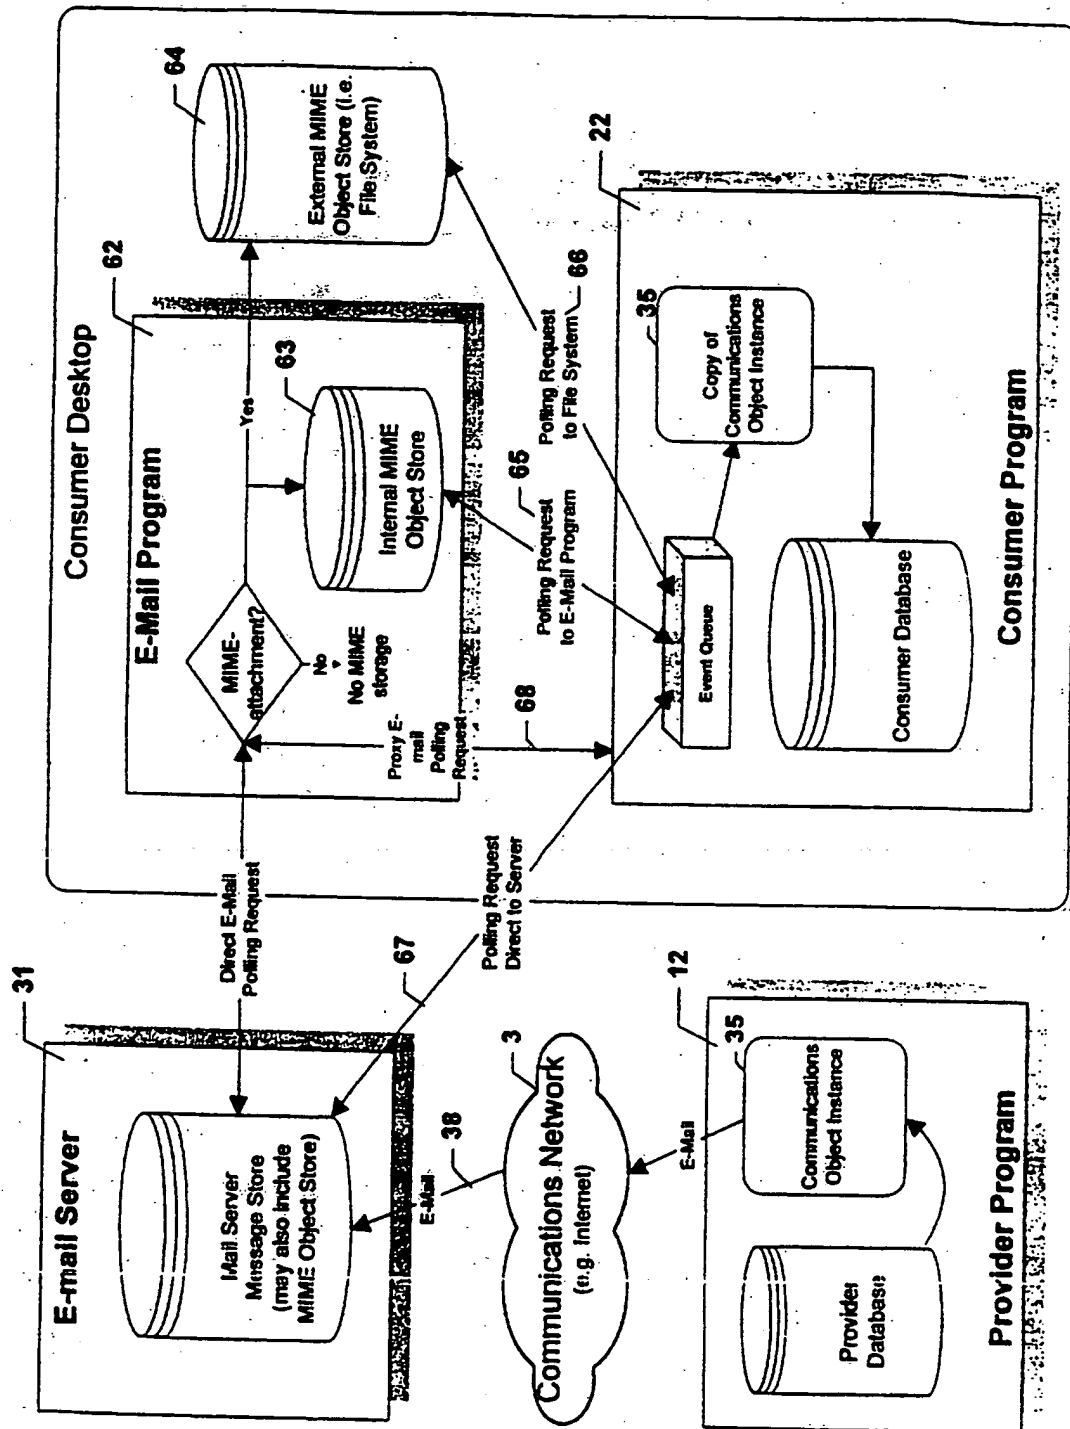 31
E-mail Server
Mail Server
Message Store
(may also include
MIME Object Store)
Direct E-Mail
Polling Request
67
38
E-Mail
3
Communications Network
(e.g. Internet)
E-Mail
12
35
Communications
Object Instance
Provider
Database
Provider Program
Consumer Desktop
62
E-Mail Program
MIME-
attachment?
Yes
No
No MIME
storage
63
Internal MIME
Object Store
64
External MIME
Object Store (i.e.
File System)
Proxy E-
mail
Polling
Request
68
Polling Request
Direct to Server
65
Polling Request
to E-Mail Program
Polling Request
to File System
66
22
Event Queue
35
Copy of
Communications
Object Instance
Consumer Database
Consumer Program